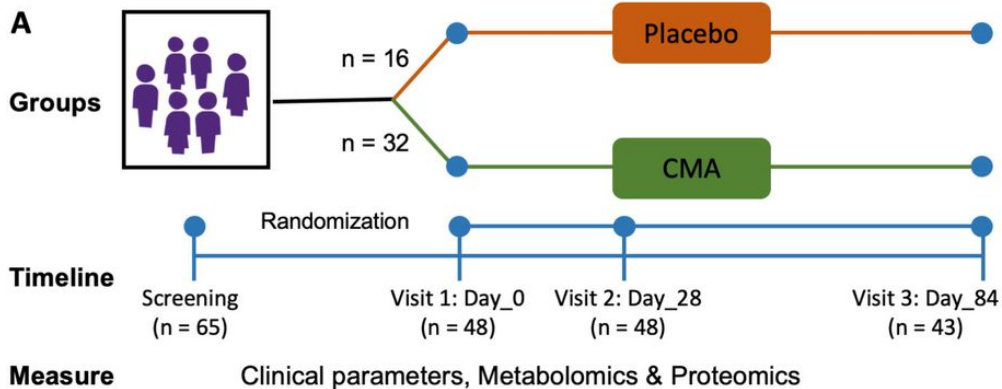 A
Groups
n = 16
Placebo
n = 32
CMA
Randomization
Timeline
Screening
(n = 65)
Visit 1: Day_0
(n = 48)
Visit 2: Day_28
(n = 48)
Visit 3: Day_84
(n = 43)
Measure
Clinical parameters, Metabolomics & Proteomics